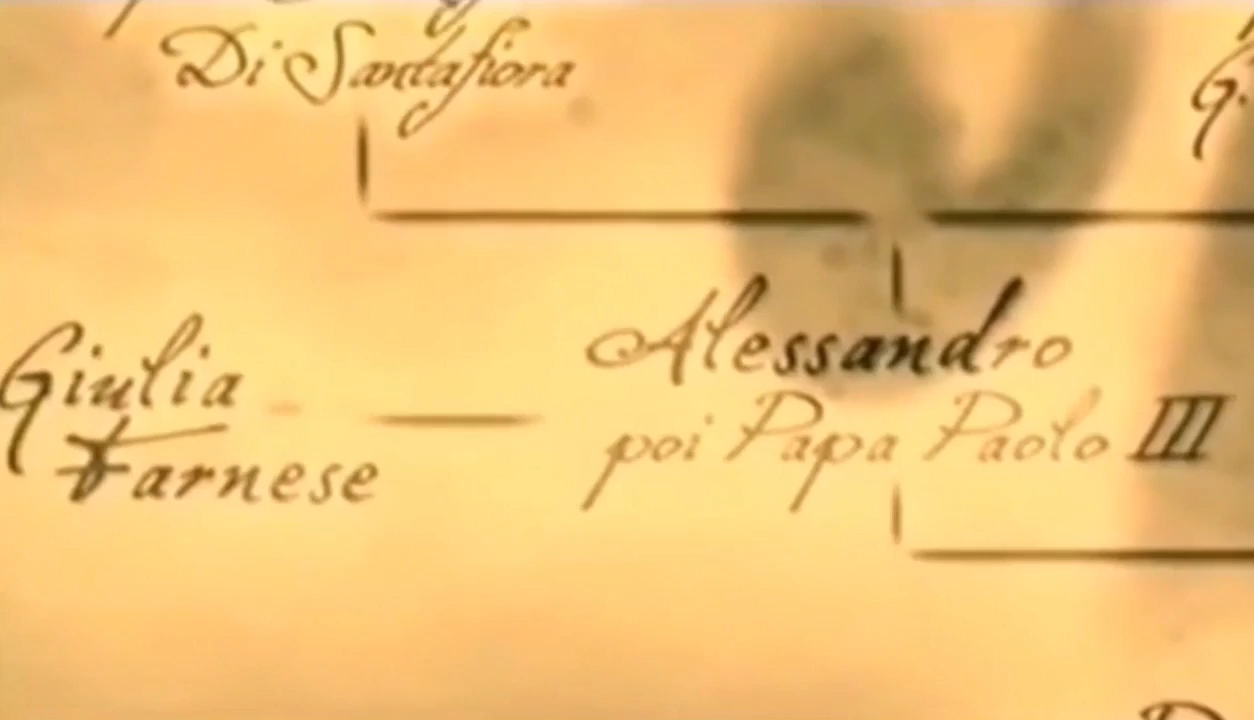 Di Santafiora
G.
Giulia
Farnese
Alessandro
poi Papa Paolo III